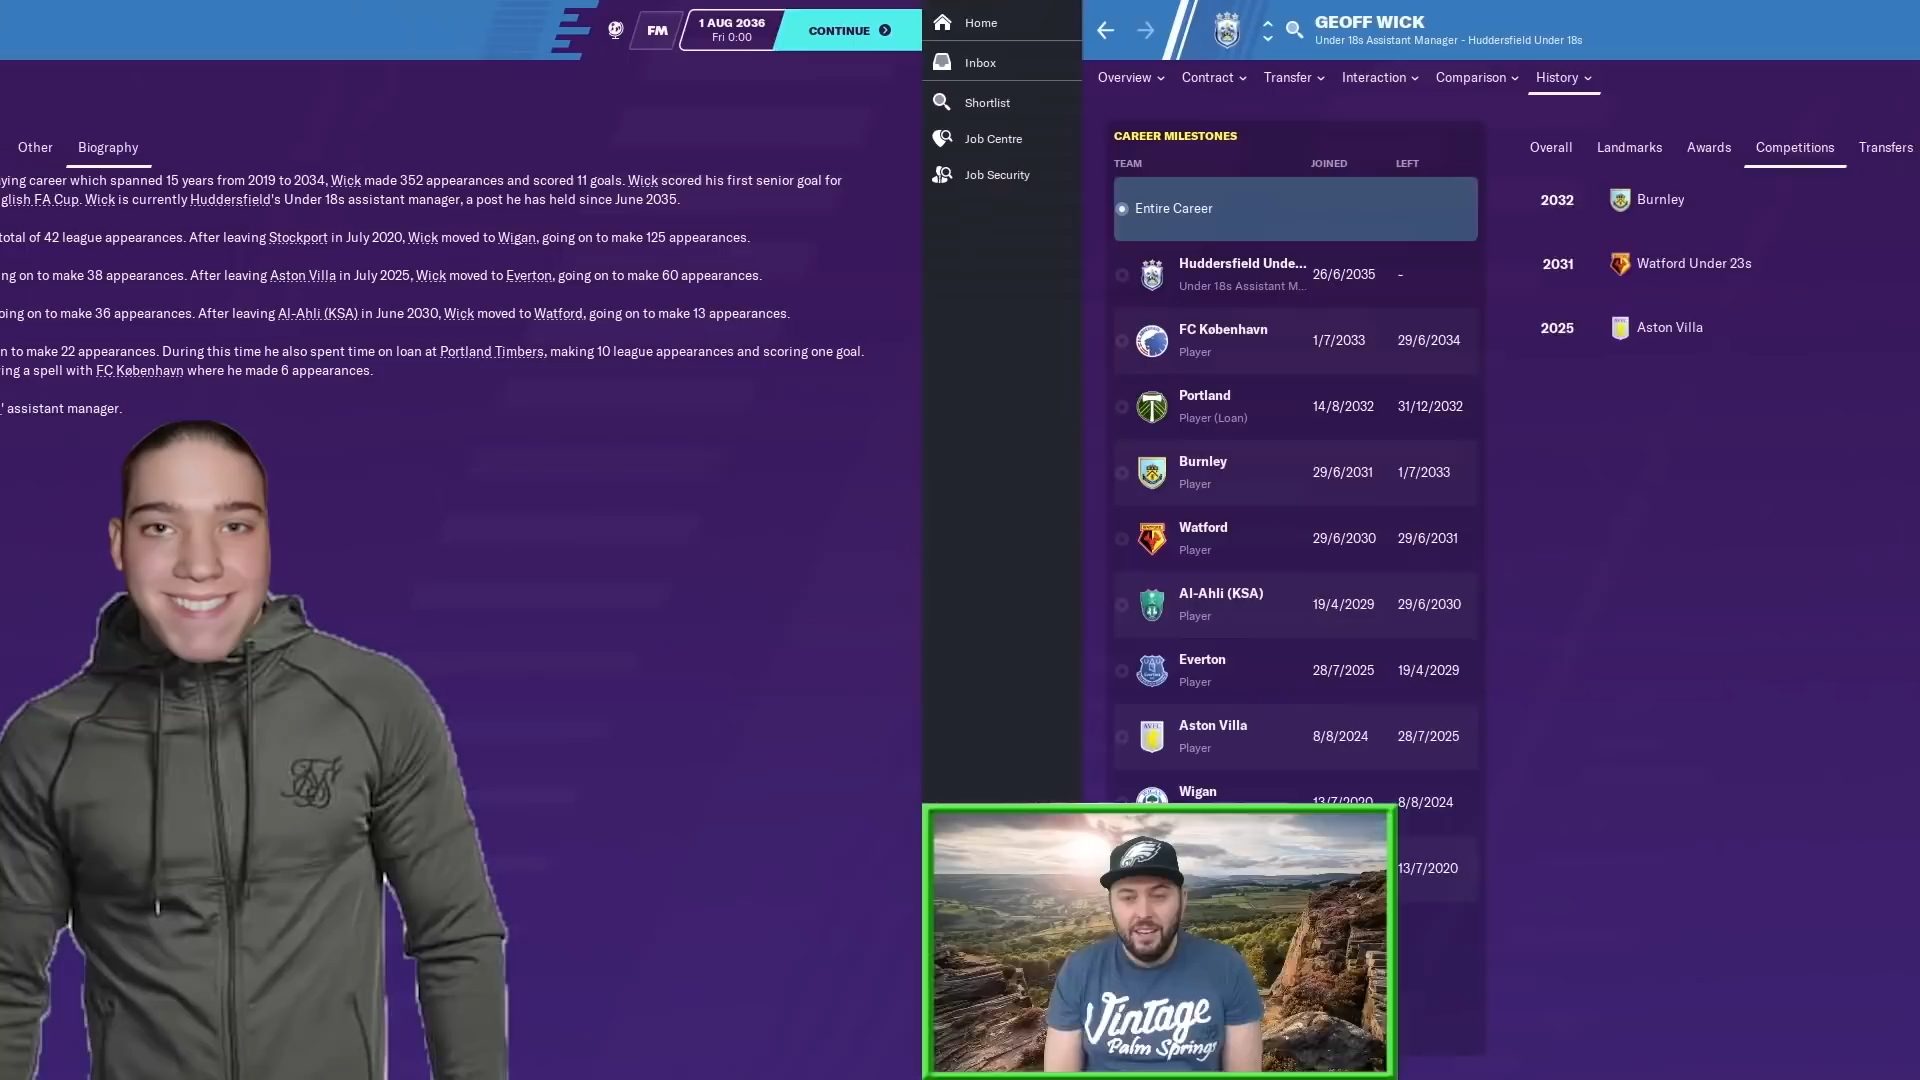 1 AUG 2036
Fri 0:00
FM
CONTINUE
Other
Biography
ying career which spanned 15 years from 2019 to 2034, Wick made 352 appearances and scored 11 goals. Wick scored his first senior goal for
glish FA Cup. Wick is currently Huddersfield's Under 18s assistant manager, a post he has held since June 2035.
total of 42 league appearances. After leaving Stockport in July 2020, Wick moved to Wigan, going on to make 125 appearances.
ng on to make 38 appearances. After leaving Aston Villa in July 2025, Wick moved to Everton, going on to make 60 appearances.
oing on to make 36 appearances. After leaving Al-Ahli (KSA) in June 2030, Wick moved to Watford, going on to make 13 appearances.
n to make 22 appearances. During this time he also spent time on loan at Portland Timbers, making 10 league appearances and scoring one goal.
ing a spell with FC København where he made 6 appearances.
' assistant manager.
Home
Inbox
Shortlist
Job Centre
Job Security
GEOFF WICK
Under 18s Assistant Manager - Huddersfield Under 18s
Overview
Contract
Transfer
Interaction
Comparison
History
CAREER MILESTONES
TEAM JOINED LEFT
Entire Career
Huddersfield Unde... 26/6/2035 -
Under 18s Assistant M...
FC København 1/7/2033 29/6/2034
Player
Portland 14/8/2032 31/12/2032
Player (Loan)
Burnley 29/6/2031 1/7/2033
Player
Watford 29/6/2030 29/6/2031
Player
Al-Ahli (KSA) 19/4/2029 29/6/2030
Player
Everton 28/7/2025 19/4/2029
Player
Aston Villa 8/8/2024 28/7/2025
Player
Wigan 13/7/2020 8/8/2024
13/7/2020
Overall
Landmarks
Awards
Competitions
Transfers
2032 Burnley
2031 Watford Under 23s
2025 Aston Villa
Vintage
Palm Springs